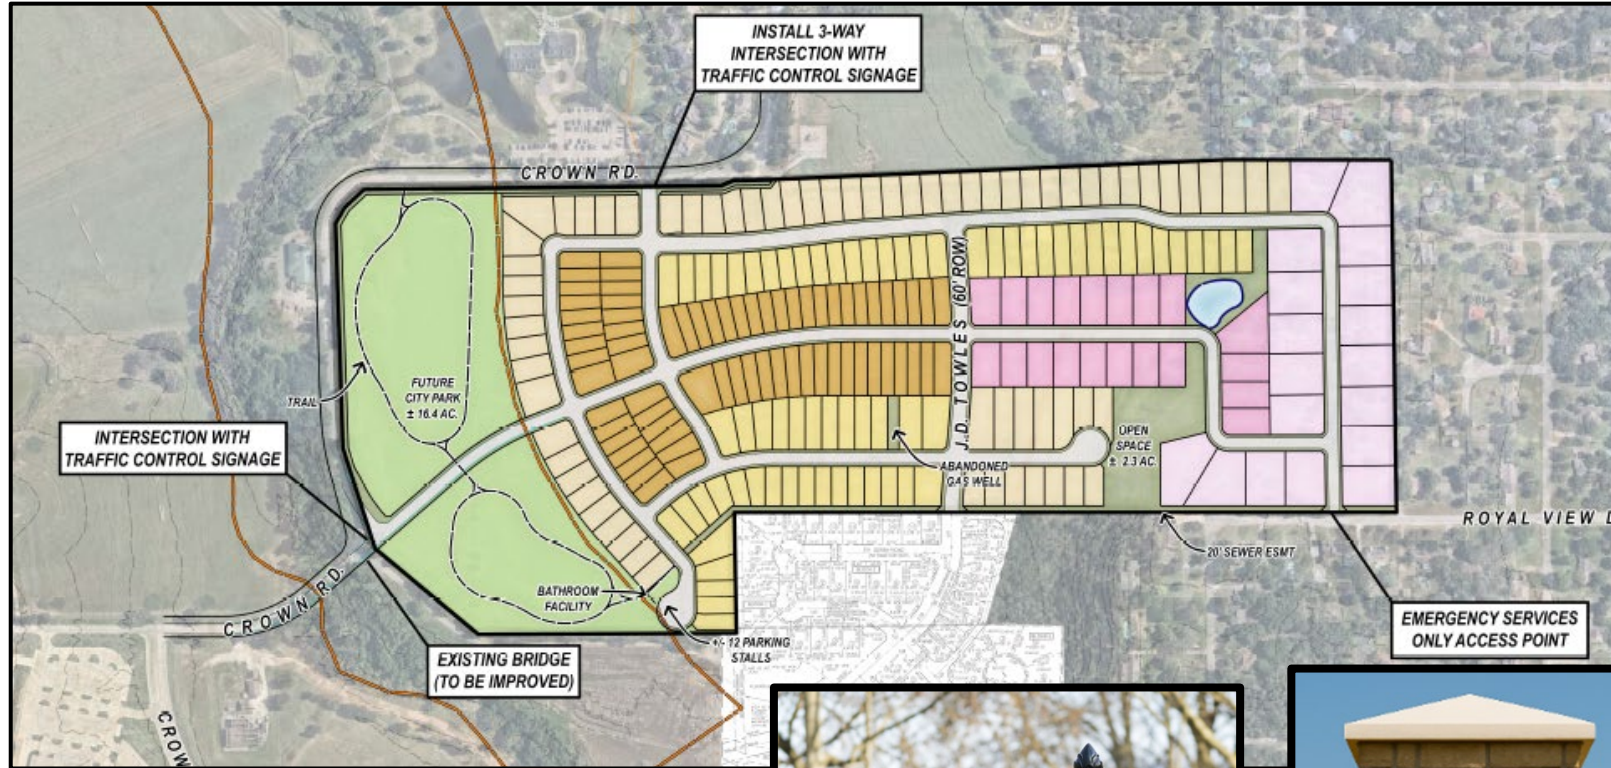 INSTALL 3-WAY
INTERSECTION WITH
TRAFFIC CONTROL SIGNAGE
CROWN RD.
TRAIL
FUTURE
CITY PARK
± 16.4 AC.
J.D. TOWLES (60' ROW)
INTERSECTION WITH
TRAFFIC CONTROL SIGNAGE
OPEN
SPACE
± 2.3 AC.
ABANDONED
GAS WELL
ROYAL VIEW
20' SEWER ESMT
BATHROOM
FACILITY
CROWN RD.
+/- 12 PARKING
STALLS
EMERGENCY SERVICES
ONLY ACCESS POINT
EXISTING BRIDGE
(TO BE IMPROVED)
CROW